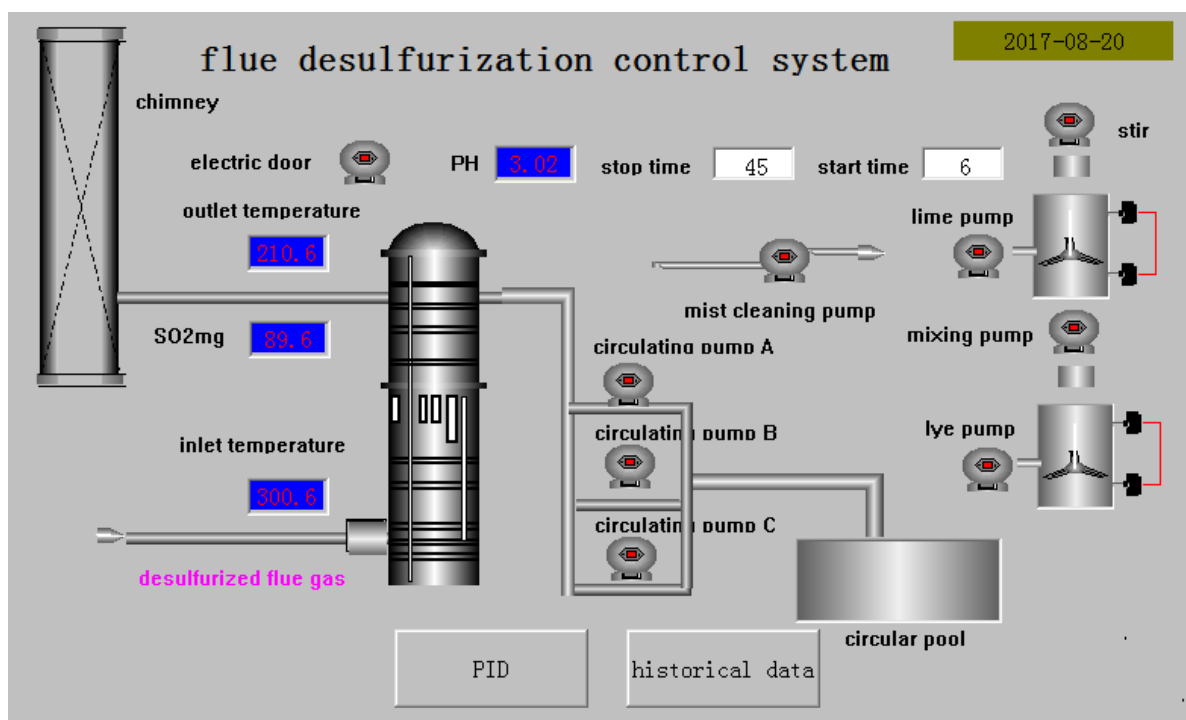 2017-08-20
flue desulfurization control system
chimney
stir
electric door
PH
3.02
stop time
45
start time
6
outlet temperature
210.6
lime pump
mist cleaning pump
SO2mg
89.6
mixing pump
circulating pump A
circulating pump B
lye pump
inlet temperature
300.6
circulating pump C
desulfurized flue gas
circular pool
PID
historical data